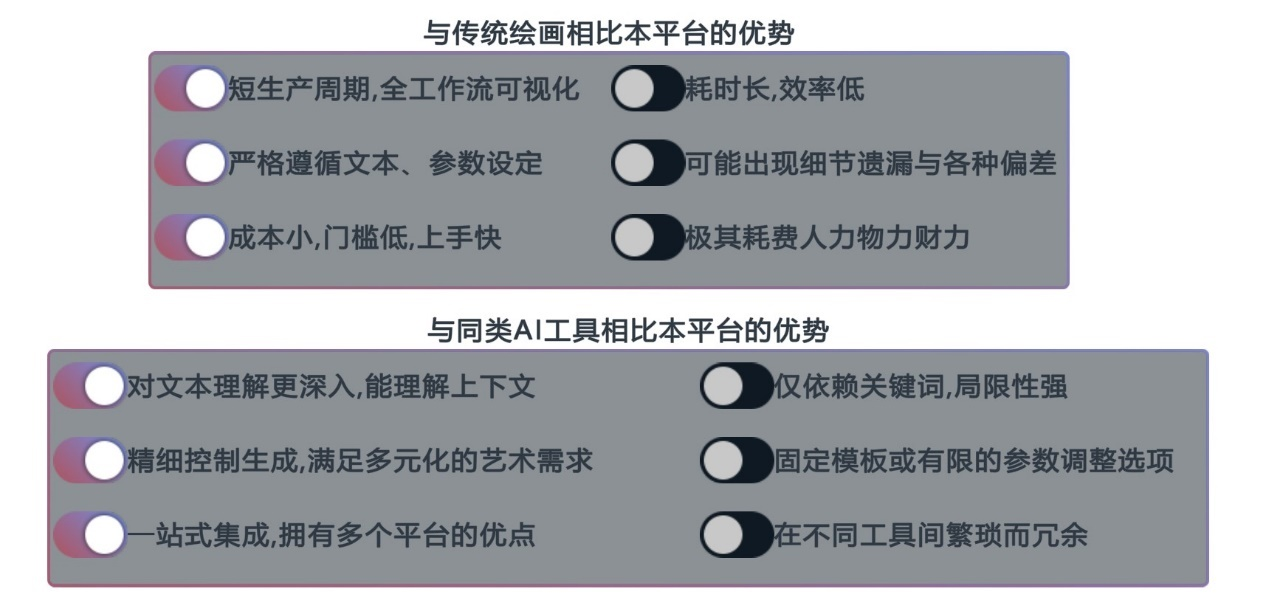 与传统绘画相比本平台的优势
短生产周期,全工作流可视化 耗时长,效率低
严格遵循文本、参数设定 可能出现细节遗漏与各种偏差
成本小,门槛低,上手快 极其耗费人力物力财力
与同类AI工具相比本平台的优势
对文本理解更深入,能理解上下文 仅依赖关键词,局限性强
精细控制生成,满足多元化的艺术需求 固定模板或有限的参数调整选项
一站式集成,拥有多个平台的优点 在不同工具间繁琐而冗余